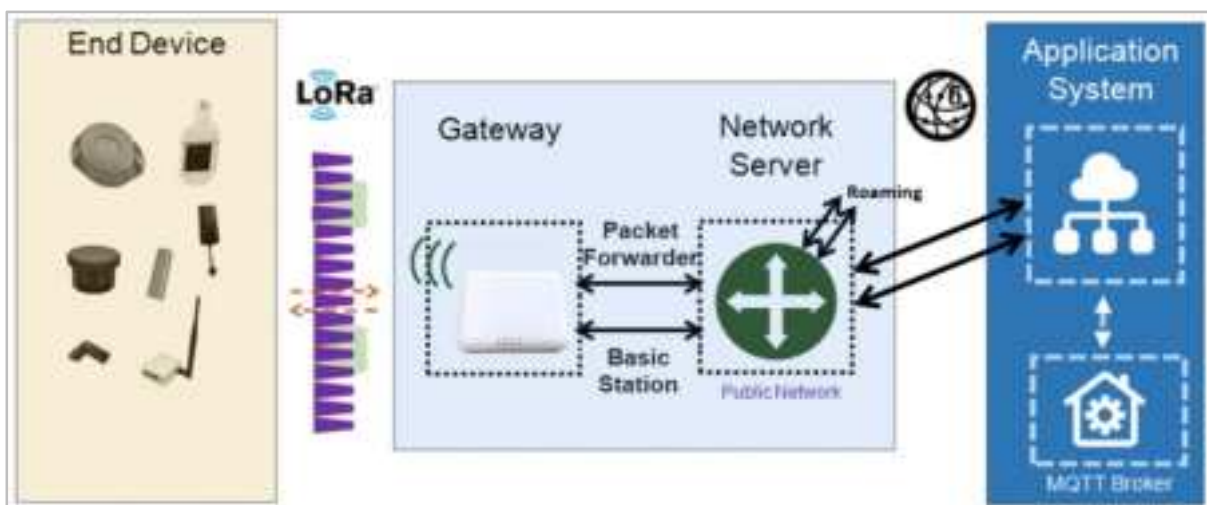 End Device
LoRa
Gateway
Network
Server
Roaming
Packet
Forwarder
Basic
Station
Public Network
Application
System
MQTT Broker